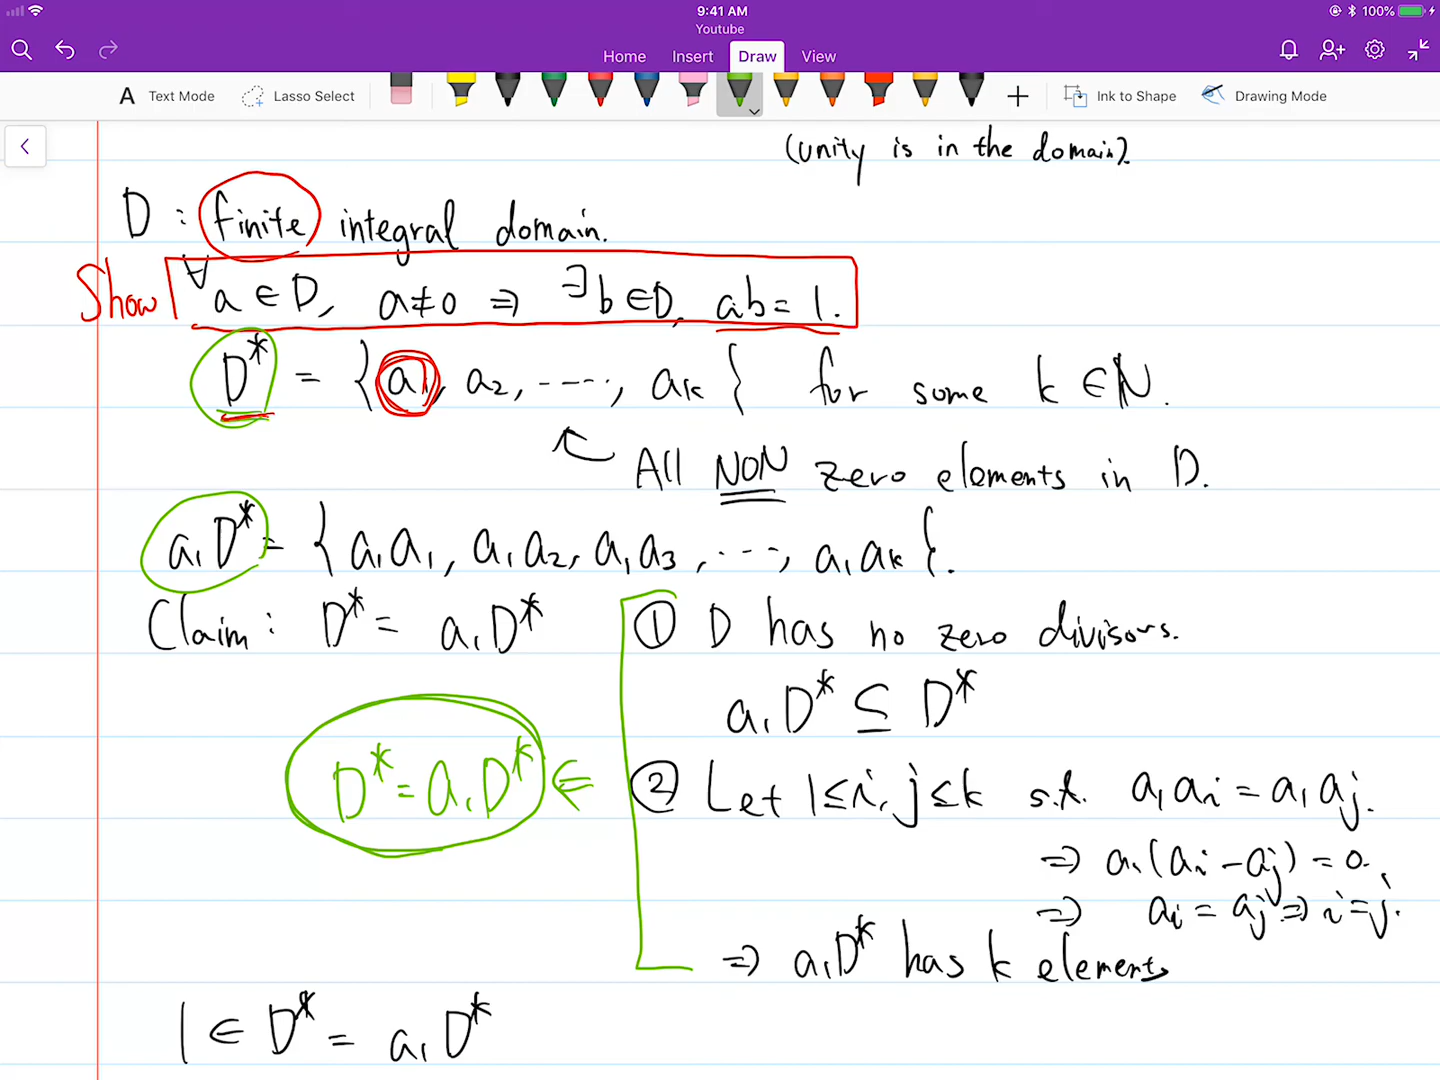 9:41 AM
100%
Youtube
Home Insert Draw View
Text Mode Lasso Select Ink to Shape Drawing Mode
(unity is in the domain).
D : finite integral domain.
Show ∀a ∈ D, a ≠ 0 ⇒ ∃b ∈ D, ab = 1.
D* = { a1, a2, ----, ak } for some k ∈ N.
All NON zero elements in D.
a1D* = { a1a1, a1a2, a1a3, ..., a1ak }.
Claim: D* = a1D* ① D has no zero divisors.
a1D* ⊆ D*
D* = a1D* ⇐ ② Let 1≤i, j≤k s.t. a1ai = a1aj.
⇒ a1(ai - aj) = 0.
⇒ ai = aj ⇒ i = j.
⇒ a1D* has k elements
1 ∈ D* = a1D*